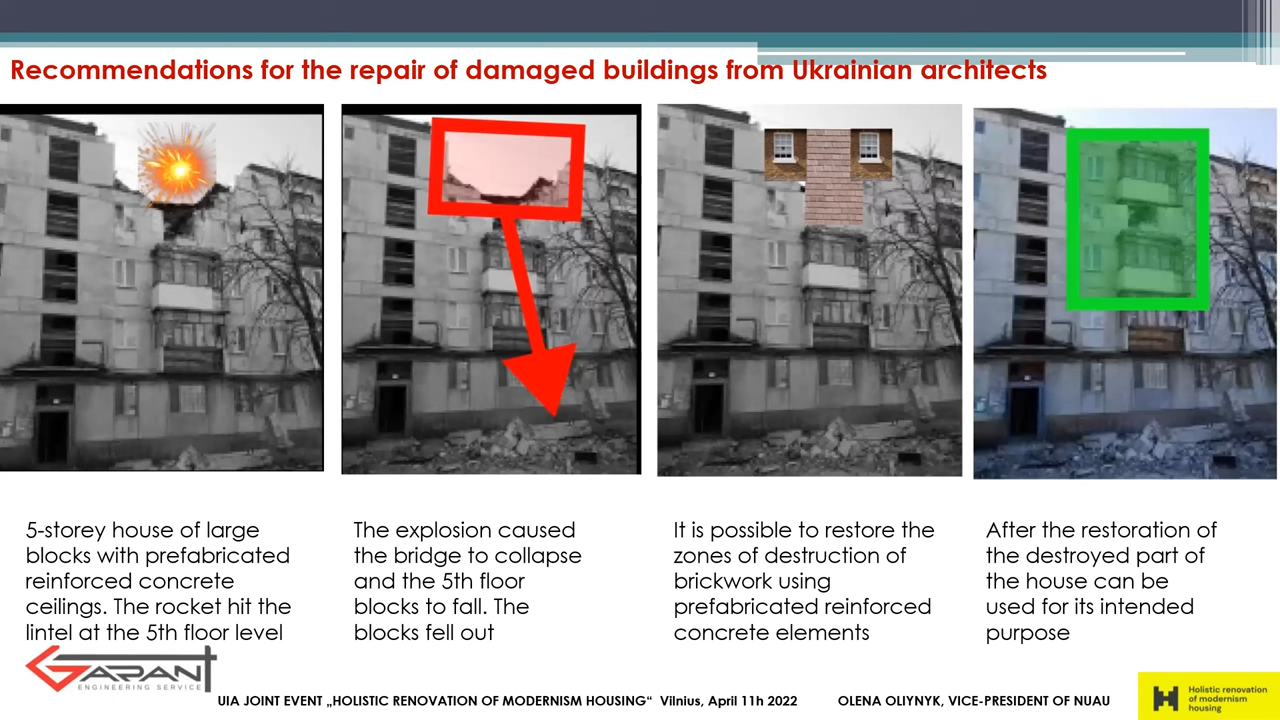 Recommendations for the repair of damaged buildings from Ukrainian architects
5-storey house of large
blocks with prefabricated
reinforced concrete
ceilings. The rocket hit the
lintel at the 5th floor level
The explosion caused
the bridge to collapse
and the 5th floor
blocks to fall. The
blocks fell out
It is possible to restore the
zones of destruction of
brickwork using
prefabricated reinforced
concrete elements
After the restoration of
the destroyed part of
the house can be
used for its intended
purpose
GARANT
ENGINEERING SERVICE
UIA JOINT EVENT „HOLISTIC RENOVATION OF MODERNISM HOUSING“ Vilnius, April 11h 2022
OLENA OLIYNYK, VICE-PRESIDENT OF NUAU
H
Holistic renovation
of modernism
housing